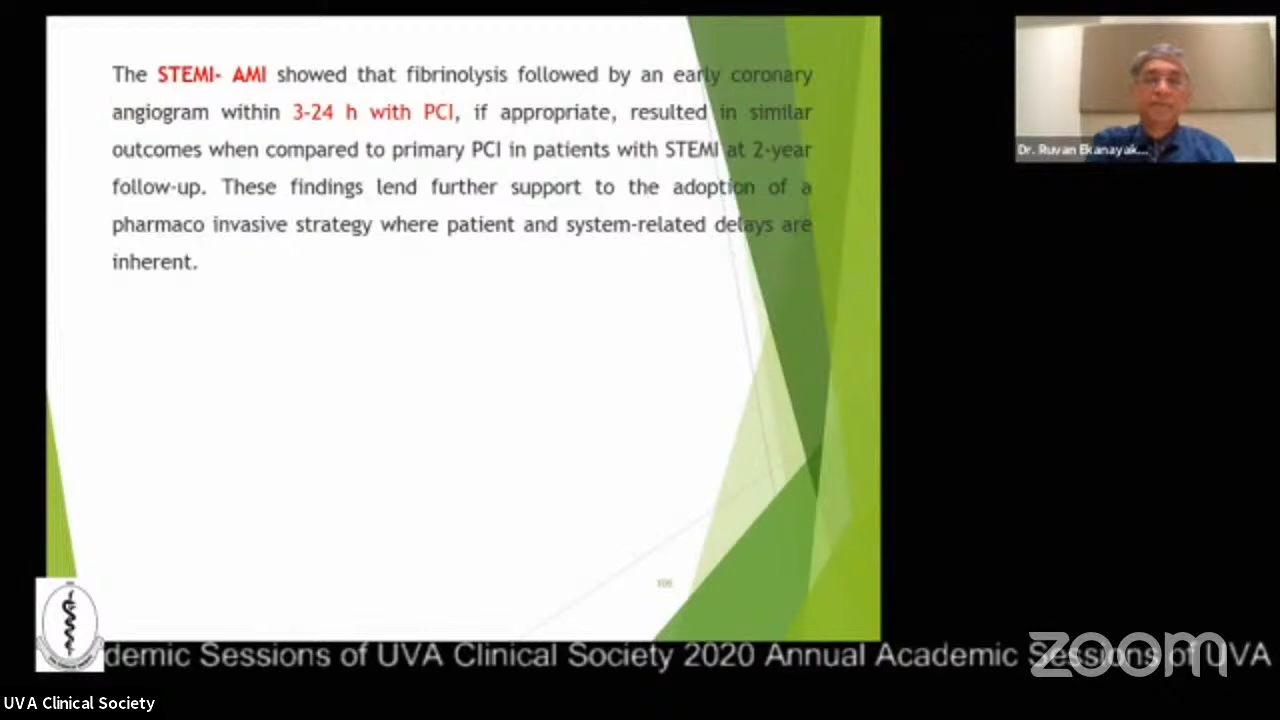 The STEMI- AMI showed that fibrinolysis followed by an early coronary
angiogram within 3-24 h with PCI, if appropriate, resulted in similar
outcomes when compared to primary PCI in patients with STEMI at 2-year
follow-up. These findings lend further support to the adoption of a
pharmaco invasive strategy where patient and system-related delays are
inherent.
Dr. Ruvan Ekanayak...
demic Sessions of UVA Clinical Society 2020 Annual Academic Sessions of UVA
zoom
UVA Clinical Society